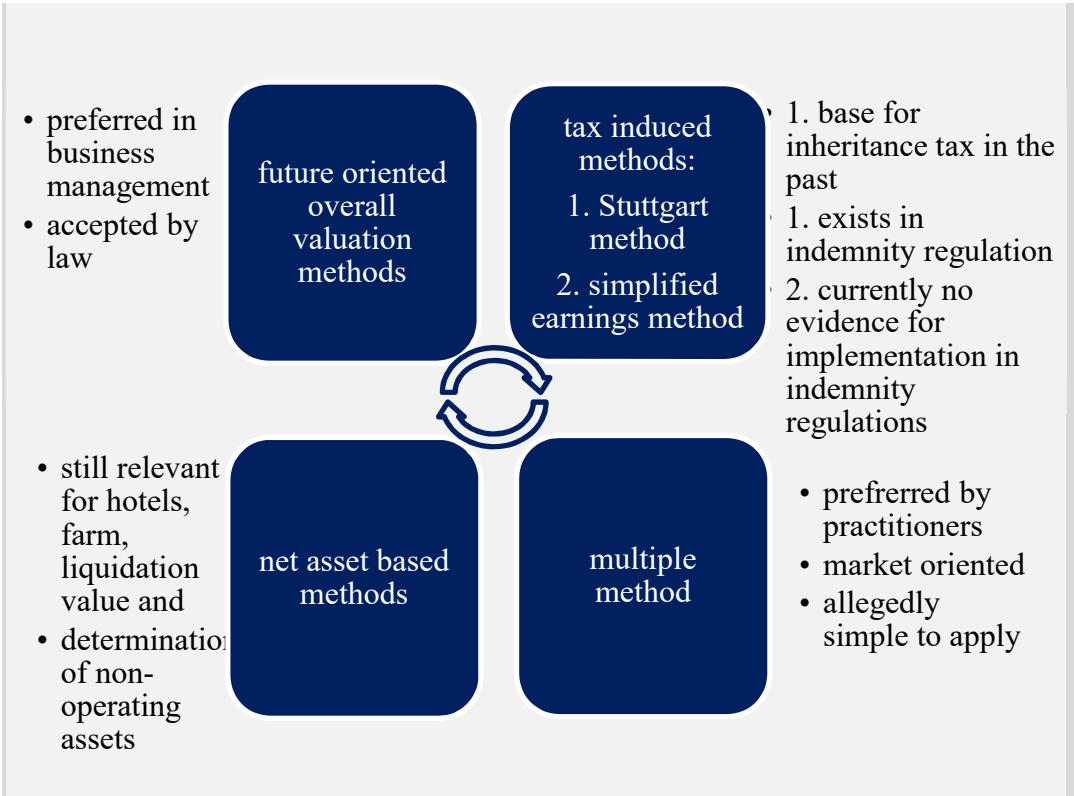 • preferred in
business
management
• accepted by
law
future oriented
overall
valuation
methods
tax induced
methods:
1. Stuttgart
method
2. simplified
earnings method
• 1. base for
inheritance tax in the
past
• 1. exists in
indemnity regulation
• 2. currently no
evidence for
implementation in
indemnity
regulations
• still relevant
for hotels,
farm,
liquidation
value and
• determination
of non-
operating
assets
net asset based
methods
multiple
method
• prefrerred by
practitioners
• market oriented
• allegedly
simple to apply